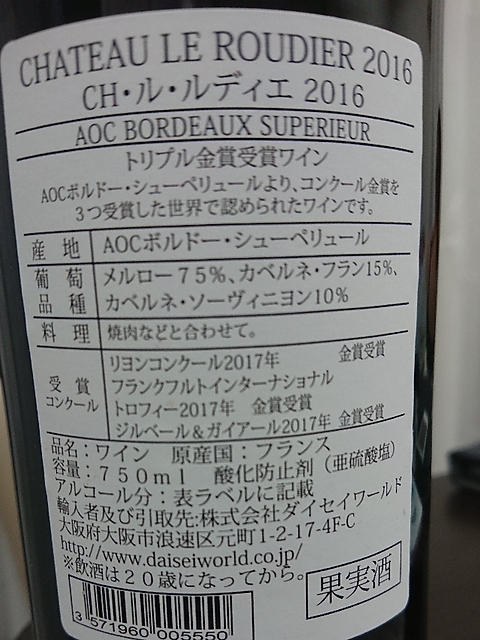 CHATEAU LE ROUDIER 2016
CH・ル・ルディエ 2016
AOC BORDEAUX SUPERIEUR
トリプル金賞受賞ワイン
AOCボルドー・シューペリュールより、コンクール金賞を
3つ受賞した世界で認められたワインです。
産地 AOCボルドー・シューペリュール
葡萄品種 メルロー75%、カベルネ・フラン15%、
カベルネ・ソーヴィニヨン10%
料理 焼肉などと合わせて。
受賞コンクール リヨンコンクール2017年 金賞受賞
フランクフルトインターナショナル
トロフィー2017年 金賞受賞
ジルベール&ガイアール2017年 金賞受賞
品名:ワイン 原産国:フランス
容量:750ml 酸化防止剤(亜硫酸塩)
アルコール分:表ラベルに記載
輸入者及び引取先:株式会社ダイセイワールド
大阪府大阪市浪速区元町1-2-17-4F-C
http://www.daiseiworld.co.jp/
※飲酒は20歳になってから。
果実酒
3 571960 005550